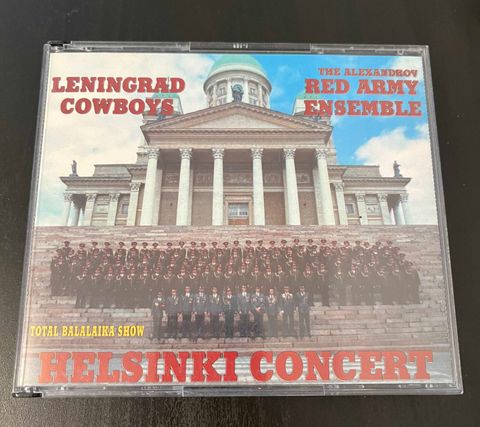 LENINGRAD
COWBOYS
THE ALEXANDROV
RED ARMY
ENSEMBLE
TOTAL BALALAIKA SHOW
HELSINKI CONCERT